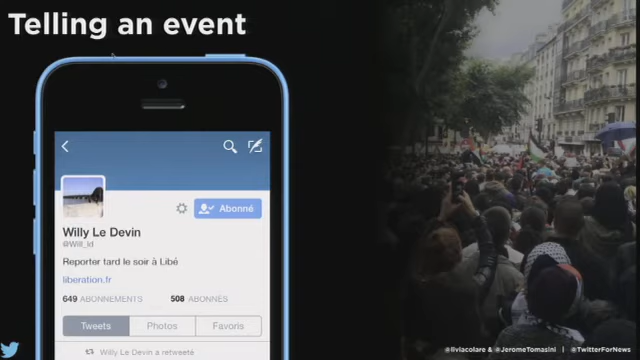 Telling an event
Abonné
Willy Le Devin
@Will_ld
Reporter tard le soir à Libé
liberation.fr
649 ABONNEMENTS 508 ABONNÉS
Tweets Photos Favoris
Willy Le Devin a retweeté
@liviacolare & @JeromeTomasini | @TwitterForNews